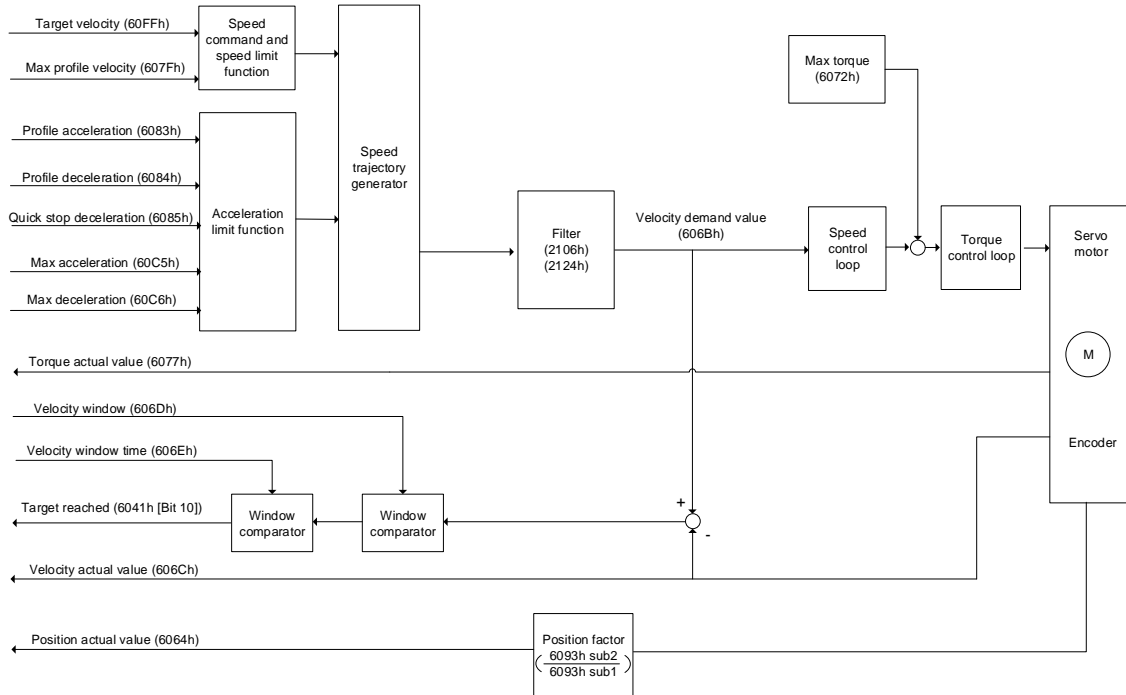 Target velocity (60FFh)
Max profile velocity (607Fh)
Speed
command and
speed limit
function
Profile acceleration (6083h)
Profile deceleration (6084h)
Quick stop deceleration (6085h)
Max acceleration (60C5h)
Max deceleration (60C6h)
Acceleration
limit function
Speed
trajectory
generator
Filter
(2106h)
(2124h)
Velocity demand value
(606Bh)
Max torque
(6072h)
Speed
control
loop
Torque
control loop
Servo
motor
M
Encoder
Torque actual value (6077h)
Velocity window (606Dh)
Velocity window time (606Eh)
Target reached (6041h [Bit 10])
Window
comparator
Window
comparator
+
-
Velocity actual value (606Ch)
Position actual value (6064h)
Position factor
( 6093h sub2
6093h sub1 )